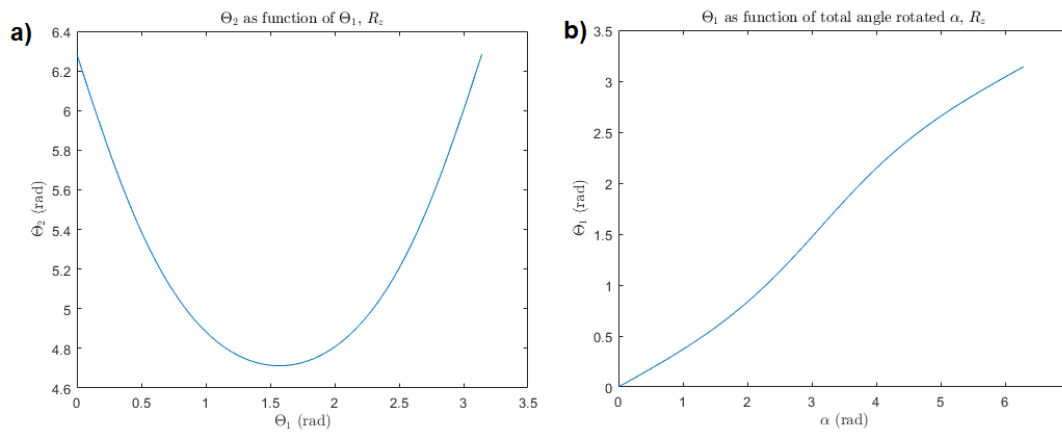 a)
Θ₂ as function of Θ₁, R_z
6.4
6.2
6
5.8
5.6
5.4
5.2
5
4.8
4.6
Θ₂ (rad)
0 0.5 1 1.5 2 2.5 3 3.5
Θ₁ (rad)
b)
Θ₁ as function of total angle rotated α, R_z
3.5
3
2.5
2
1.5
1
0.5
0
Θ₁ (rad)
0 1 2 3 4 5 6
α (rad)